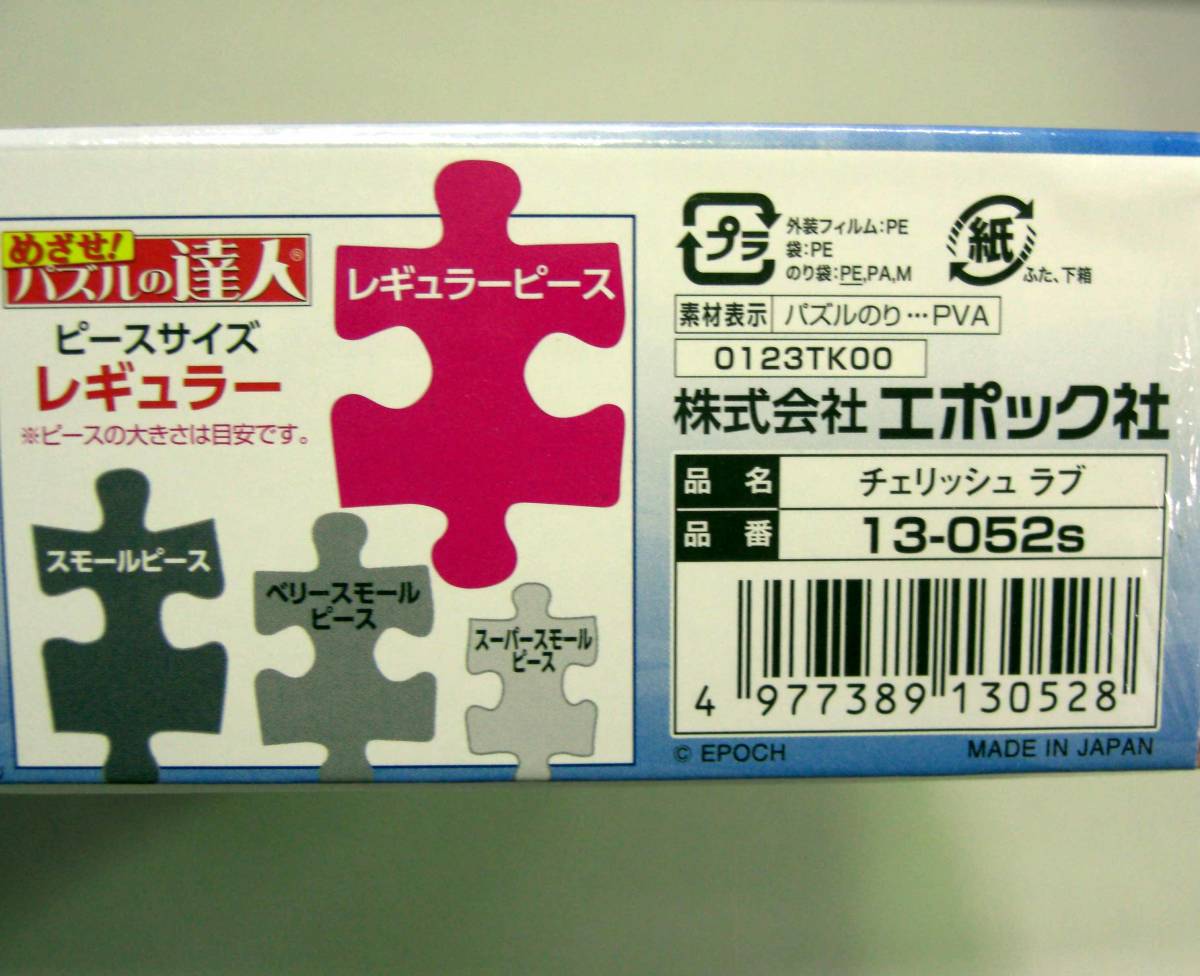 めざせ!
パズルの達人®
ピースサイズ
レギュラー
※ピースの大きさは目安です。
レギュラーピース
スモールピース
ベリースモール
ピース
スーパースモール
ピース
プラ
外装フィルム:PE
袋:PE
のり袋:PE,PA,M
紙
ふた、下箱
素材表示 パズルのり…PVA
0123TK00
株式会社 エポック社
品名 チェリッシュ ラブ
品番 13-052s
4 977389 130528
© EPOCH
MADE IN JAPAN